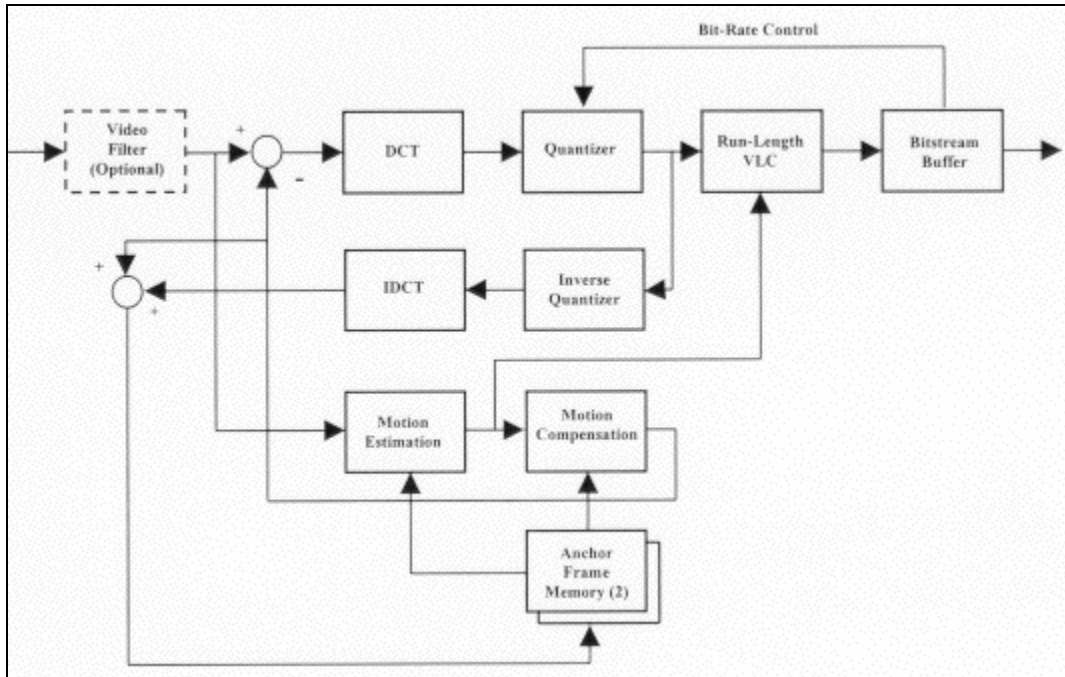 Bit-Rate Control
Video
Filter
(Optional)
+
-
DCT
Quantizer
Run-Length
VLC
Bitstream
Buffer
+
+
IDCT
Inverse
Quantizer
Motion
Estimation
Motion
Compensation
Anchor
Frame
Memory (2)